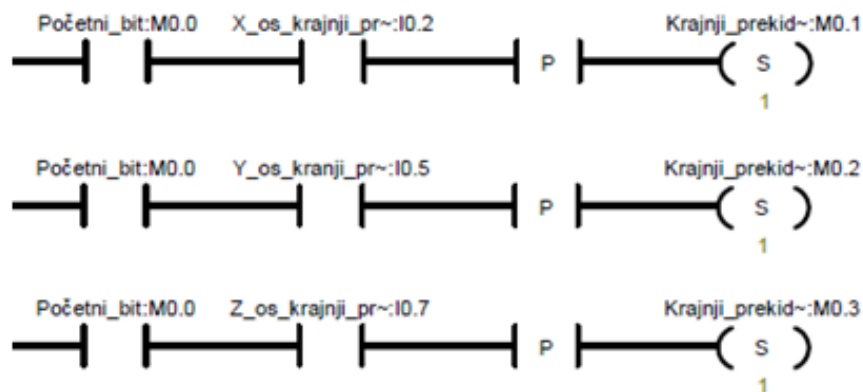 Početni_bit:M0.0 X_os_krajnji_pr~:I0.2 Krajnji_prekid~:M0.1
P S
1
Početni_bit:M0.0 Y_os_kranji_pr~:I0.5 Krajnji_prekid~:M0.2
P S
1
Početni_bit:M0.0 Z_os_krajnji_pr~:I0.7 Krajnji_prekid~:M0.3
P S
1